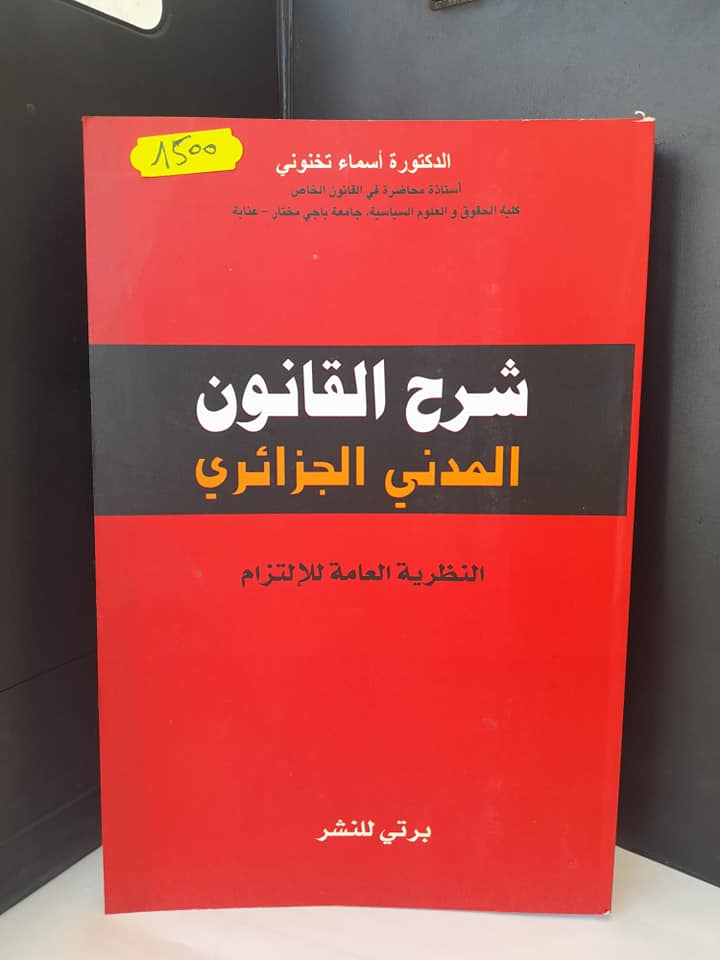 1500
الدكتورة أسماء تخنوني
أستاذة محاضرة في القانون الخاص
كلية الحقوق و العلوم السياسية، جامعة باجي مختار - عنابة
شرح القانون
المدني الجزائري
النظرية العامة للإلتزام
برتي للنشر